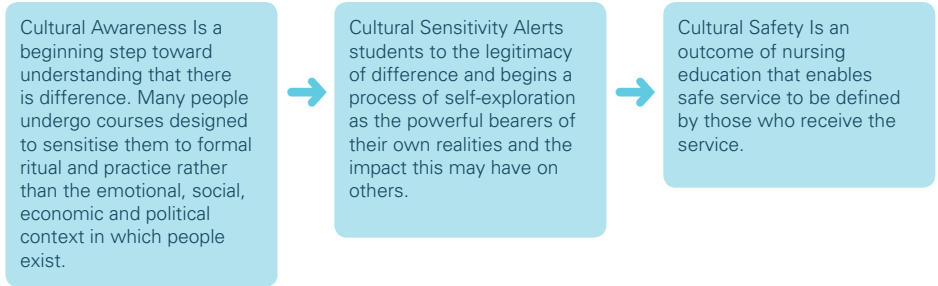 Cultural Awareness Is a
beginning step toward
understanding that there
is difference. Many people
undergo courses designed
to sensitise them to formal
ritual and practice rather
than the emotional, social,
economic and political
context in which people
exist.
Cultural Sensitivity Alerts
students to the legitimacy
of difference and begins a
process of self-exploration
as the powerful bearers of
their own realities and the
impact this may have on
others.
Cultural Safety Is an
outcome of nursing
education that enables
safe service to be defined
by those who receive the
service.